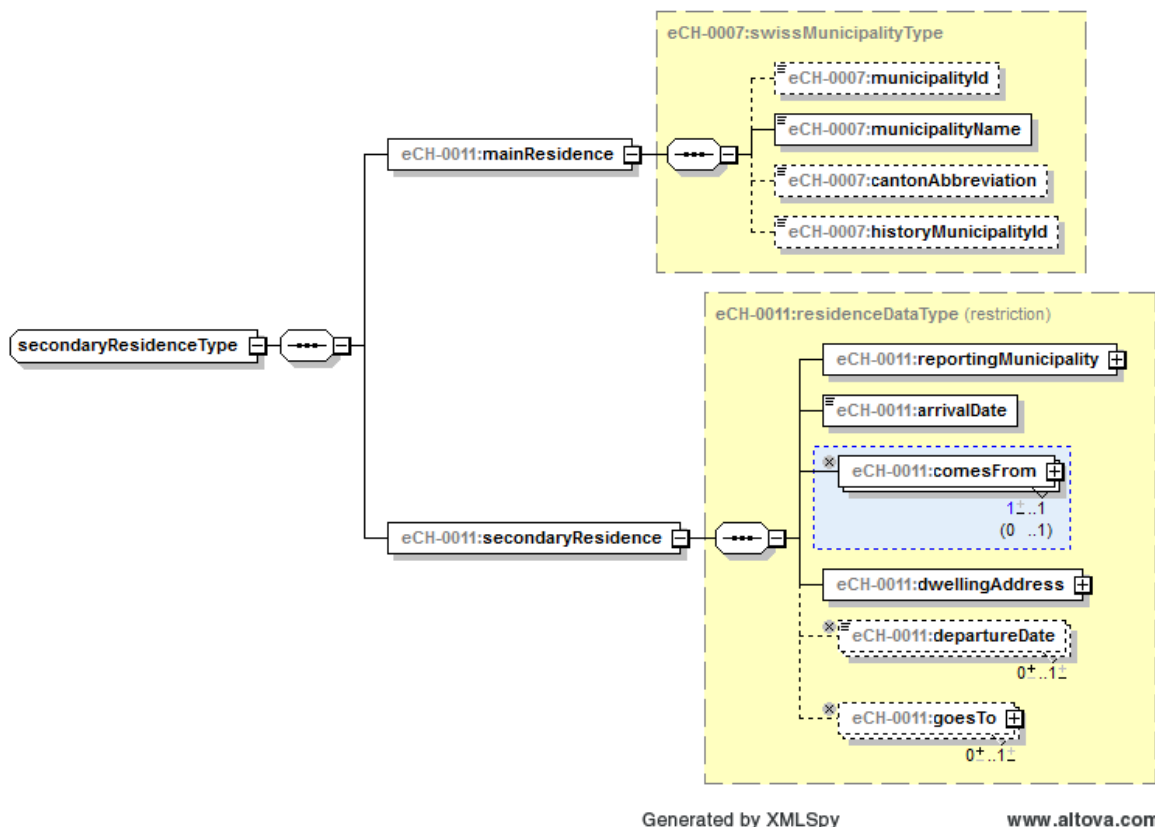 eCH-0007:swissMunicipalityType
eCH-0007:municipalityId
eCH-0007:municipalityName
eCH-0011:mainResidence
eCH-0007:cantonAbbreviation
eCH-0007:historyMunicipalityId
secondaryResidenceType
eCH-0011:residenceDataType (restriction)
eCH-0011:reportingMunicipality
eCH-0011:arrivalDate
eCH-0011:comesFrom
1±..1
(0 ..1)
eCH-0011:secondaryResidence
eCH-0011:dwellingAddress
eCH-0011:departureDate
0±..1±
eCH-0011:goesTo
0±..1±
Generated by XMLSpy
www.altova.com